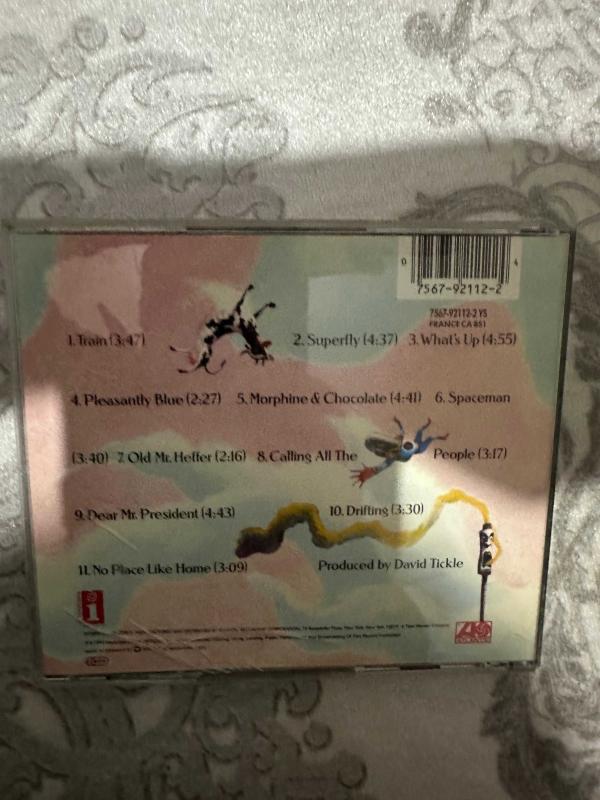 0 4
7567-92112-2
7567-92112-2 YS
FRANCE CA 851
1. Train (3:47) 2. Superfly (4:37) 3. What's Up (4:55)
4. Pleasantly Blue (2:27) 5. Morphine & Chocolate (4:41) 6. Spaceman
(3:40) 7. Old Mr. Heffer (2:16) 8. Calling All The People (3:17)
9. Dear Mr. President (4:43) 10. Drifting (3:30)
11. No Place Like Home (3:09) Produced by David Tickle